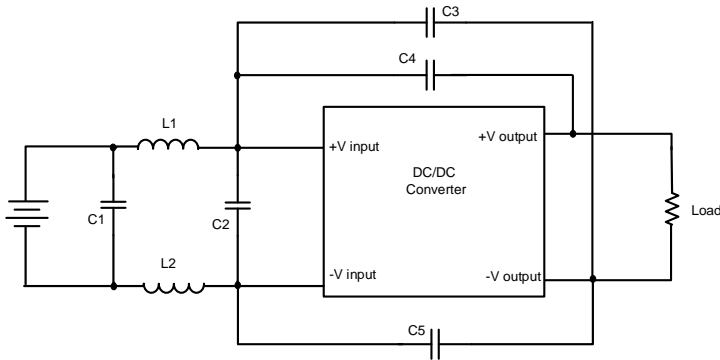 C3
C4
L1
+V input
+V output
DC/DC
Converter
C1
C2
Load
L2
-V input
-V output
C5